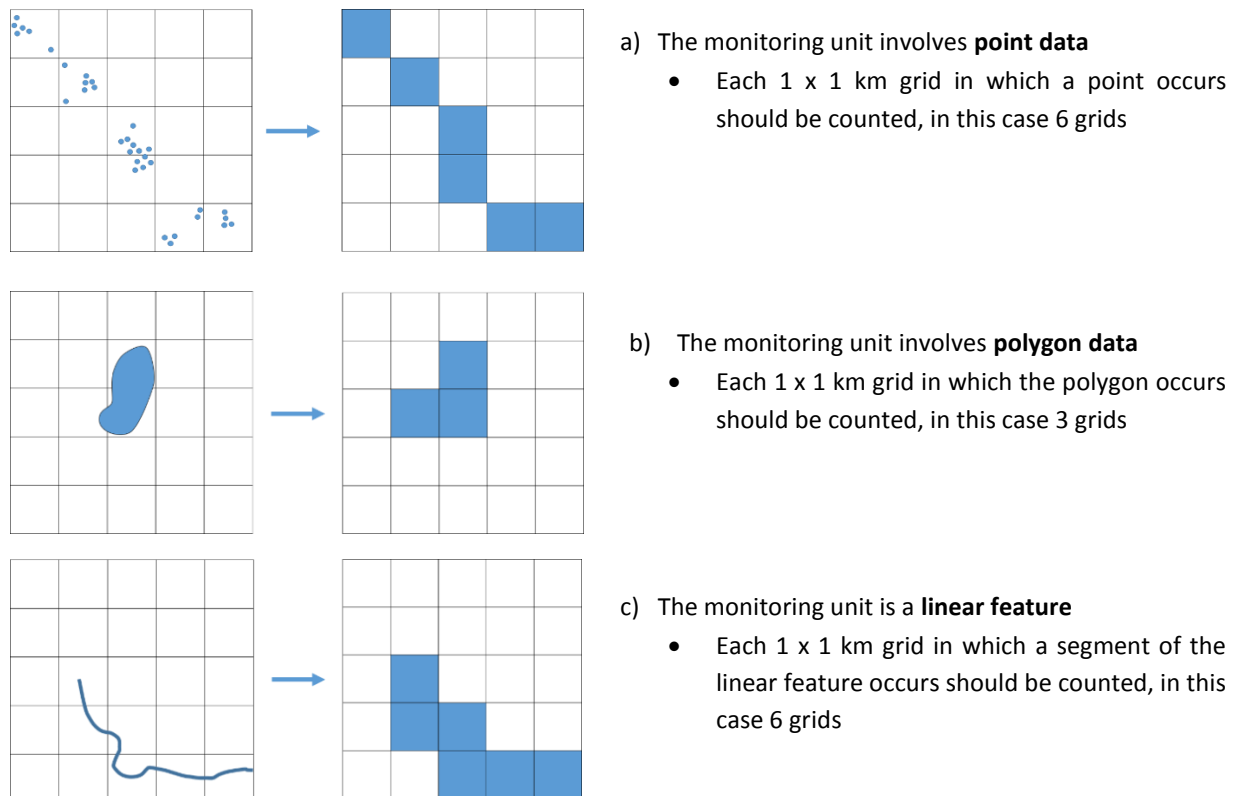 a) The monitoring unit involves point data
• Each 1 x 1 km grid in which a point occurs
should be counted, in this case 6 grids
b) The monitoring unit involves polygon data
• Each 1 x 1 km grid in which the polygon occurs
should be counted, in this case 3 grids
c) The monitoring unit is a linear feature
• Each 1 x 1 km grid in which a segment of the
linear feature occurs should be counted, in this
case 6 grids